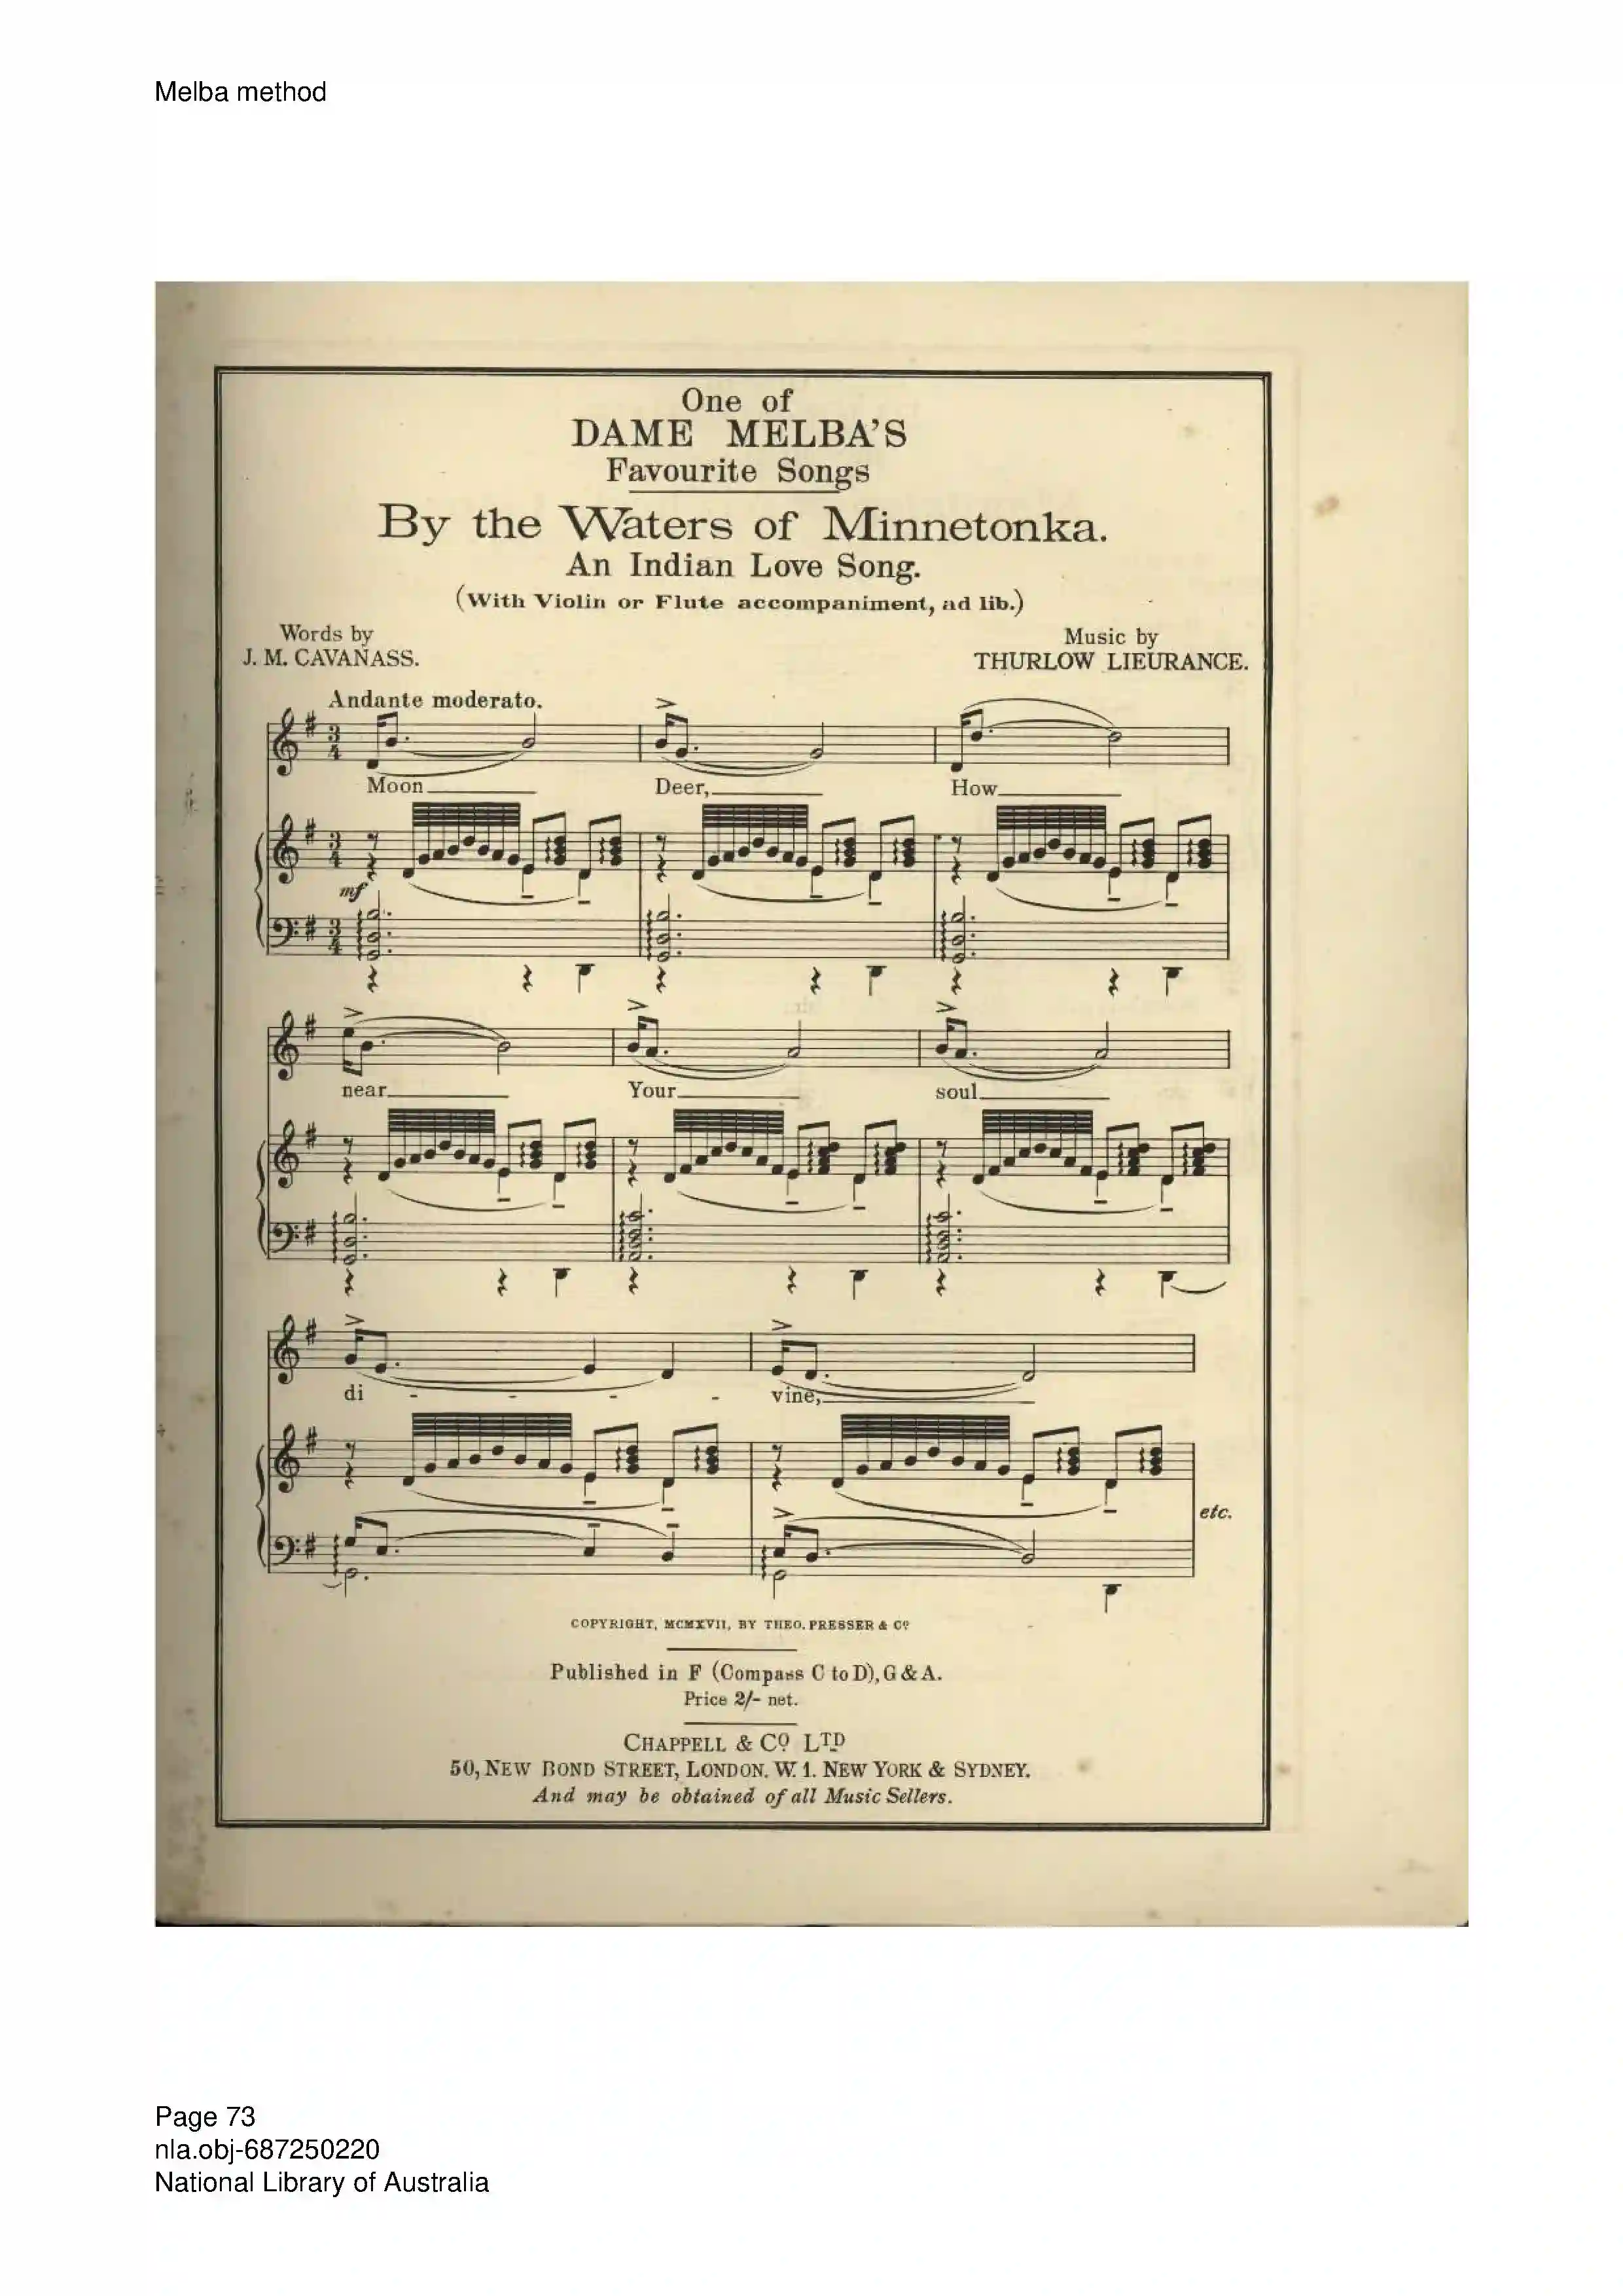 Melba method
One of
DAME MELBA'S
Favourite Songs
By the Waters of Minnetonka.
An Indian Love Song.
(With Violin or Flute accompaniment, ad lib.)
Words by
J. M. CAVANASS.
Music by
THURLOW LIEURANCE.
Andante moderato.
Moon Deer, How
mf
near Your soul
di - - - - vine,
etc.
COPYRIGHT, MCMXVII, BY THEO. PRESSER & Co
Published in F (Compass C to D), G & A.
Price 2/- net.
CHAPPELL & CO LTD
50, NEW BOND STREET, LONDON. W. 1. NEW YORK & SYDNEY.
And may be obtained of all Music Sellers.
Page 73
nla.obj-687250220
National Library of Australia